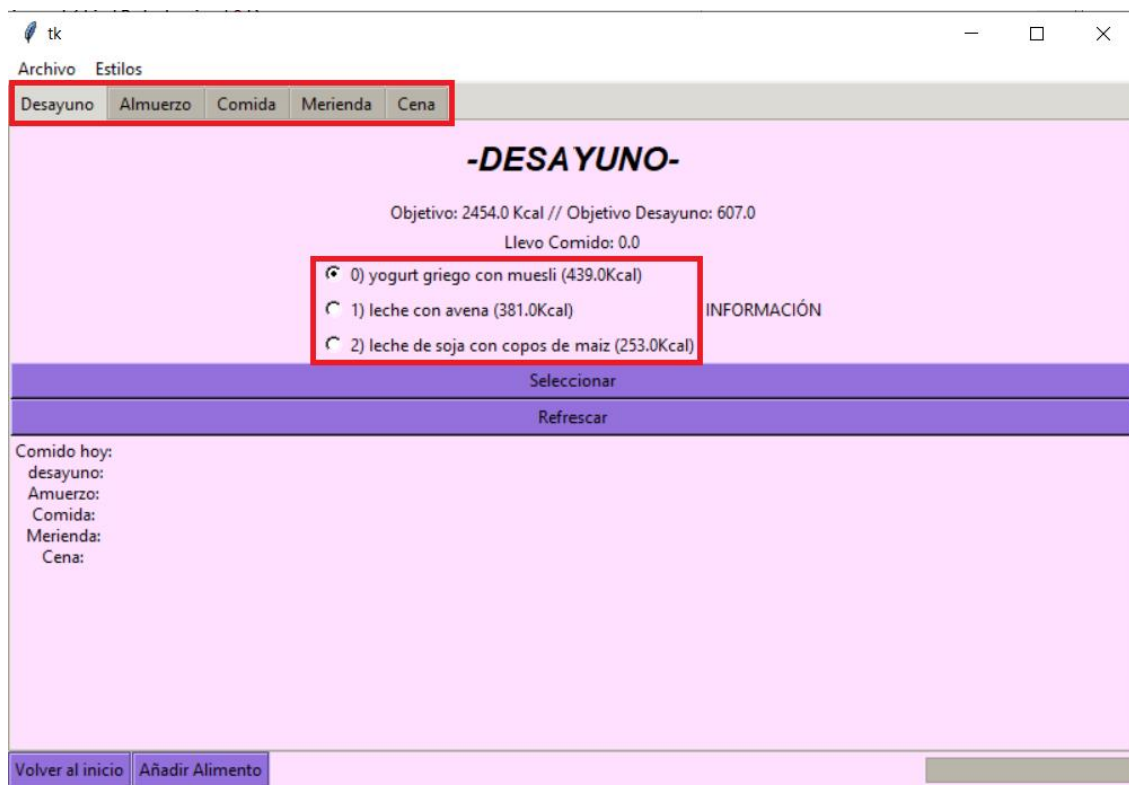 tk
Archivo Estilos
Desayuno Almuerzo Comida Merienda Cena
-DESAYUNO-
Objetivo: 2454.0 Kcal // Objetivo Desayuno: 607.0
Llevo Comido: 0.0
0) yogurt griego con muesli (439.0Kcal)
1) leche con avena (381.0Kcal) INFORMACIÓN
2) leche de soja con copos de maiz (253.0Kcal)
Seleccionar
Refrescar
Comido hoy:
desayuno:
Amuerzo:
Comida:
Merienda:
Cena:
Volver al inicio Añadir Alimento